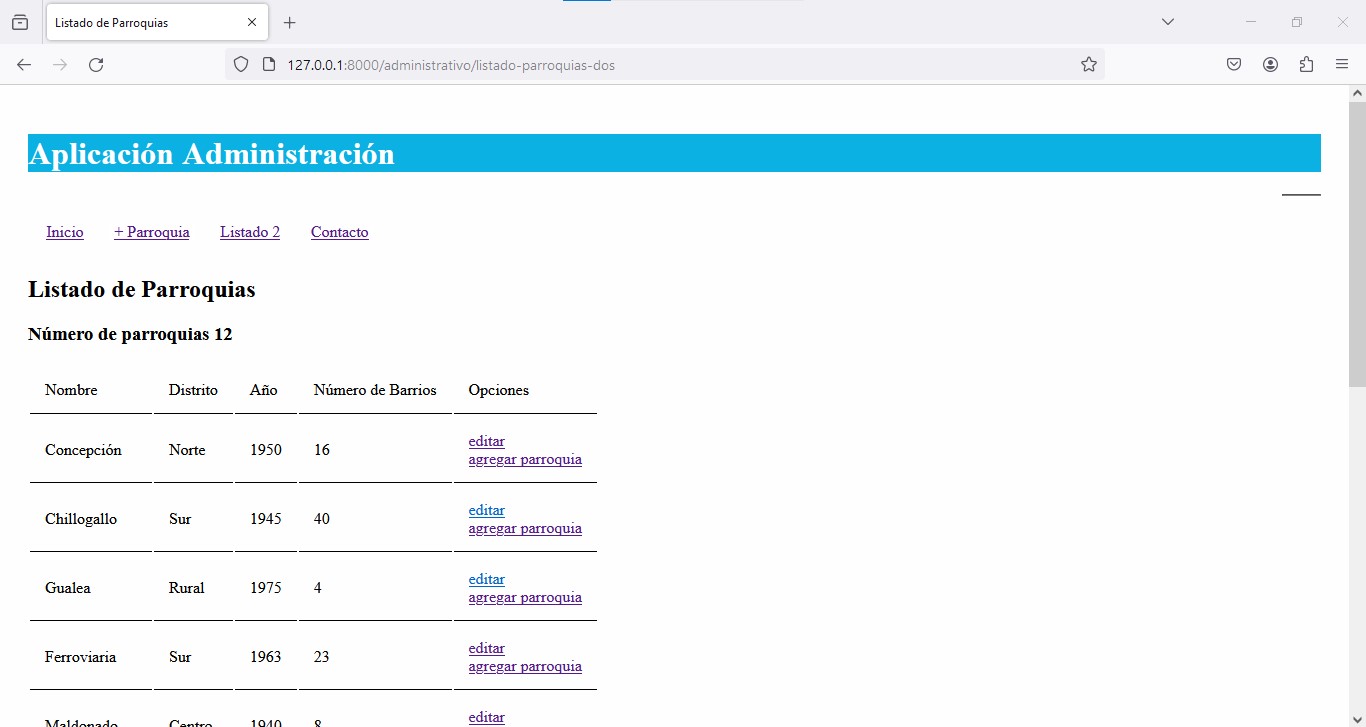 Listado de Parroquias
127.0.0.1:8000/administrativo/listado-parroquias-dos
Aplicación Administración
Inicio + Parroquia Listado 2 Contacto
Listado de Parroquias
Número de parroquias 12
Nombre Distrito Año Número de Barrios Opciones
Concepción Norte 1950 16 editar
agregar parroquia
Chillogallo Sur 1945 40 editar
agregar parroquia
Gualea Rural 1975 4 editar
agregar parroquia
Ferroviaria Sur 1963 23 editar
agregar parroquia
Maldonado Centro 1940 8 editar